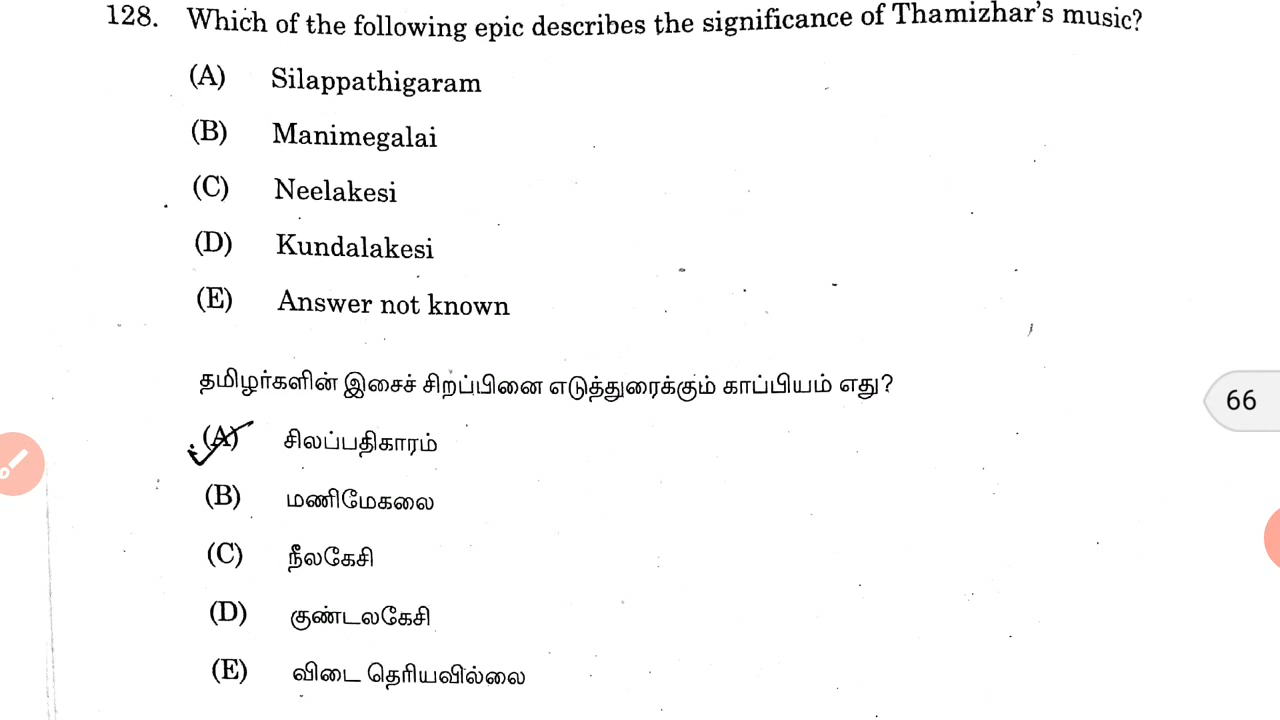 128. Which of the following epic describes the significance of Thamizhar's music?
(A) Silappathigaram
(B) Manimegalai
(C) Neelakesi
(D) Kundalakesi
(E) Answer not known
தமிழர்களின் இசைச் சிறப்பினை எடுத்துரைக்கும் காப்பியம் எது?
(A) சிலப்பதிகாரம்
(B) மணிமேகலை
(C) நீலகேசி
(D) குண்டலகேசி
(E) விடை தெரியவில்லை
66